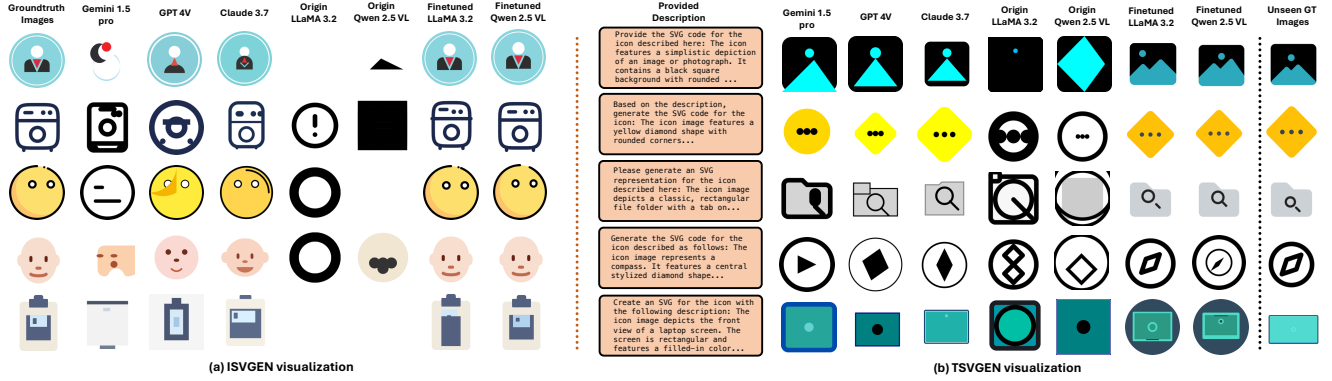 Groundtruth
Images
Gemini 1.5
pro
GPT 4V
Claude 3.7
Origin
LLaMA 3.2
Origin
Qwen 2.5 VL
Finetuned
LLaMA 3.2
Finetuned
Qwen 2.5 VL
(a) ISVGEN visualization
Provided
Description
Gemini 1.5
pro
GPT 4V
Claude 3.7
Origin
LLaMA 3.2
Origin
Qwen 2.5 VL
Finetuned
LLaMA 3.2
Finetuned
Qwen 2.5 VL
Unseen GT
Images
Provide the SVG code for the
icon described here: The icon
features a simplistic depiction
of an image or photograph. It
contains a black square
background with rounded ...
Based on the description,
generate the SVG code for the
icon: The icon image features a
yellow diamond shape with
rounded corners...
Please generate an SVG
representation for the icon
described here: The icon image
depicts a classic, rectangular
file folder with a tab on...
Generate the SVG code for the
icon described as follows: The
icon image represents a
compass. It features a central
stylized diamond shape...
Create an SVG for the icon with
the following description: The
icon image depicts the front
view of a laptop screen. The
screen is rectangular and
features a filled-in color...
(b) TSVGEN visualization